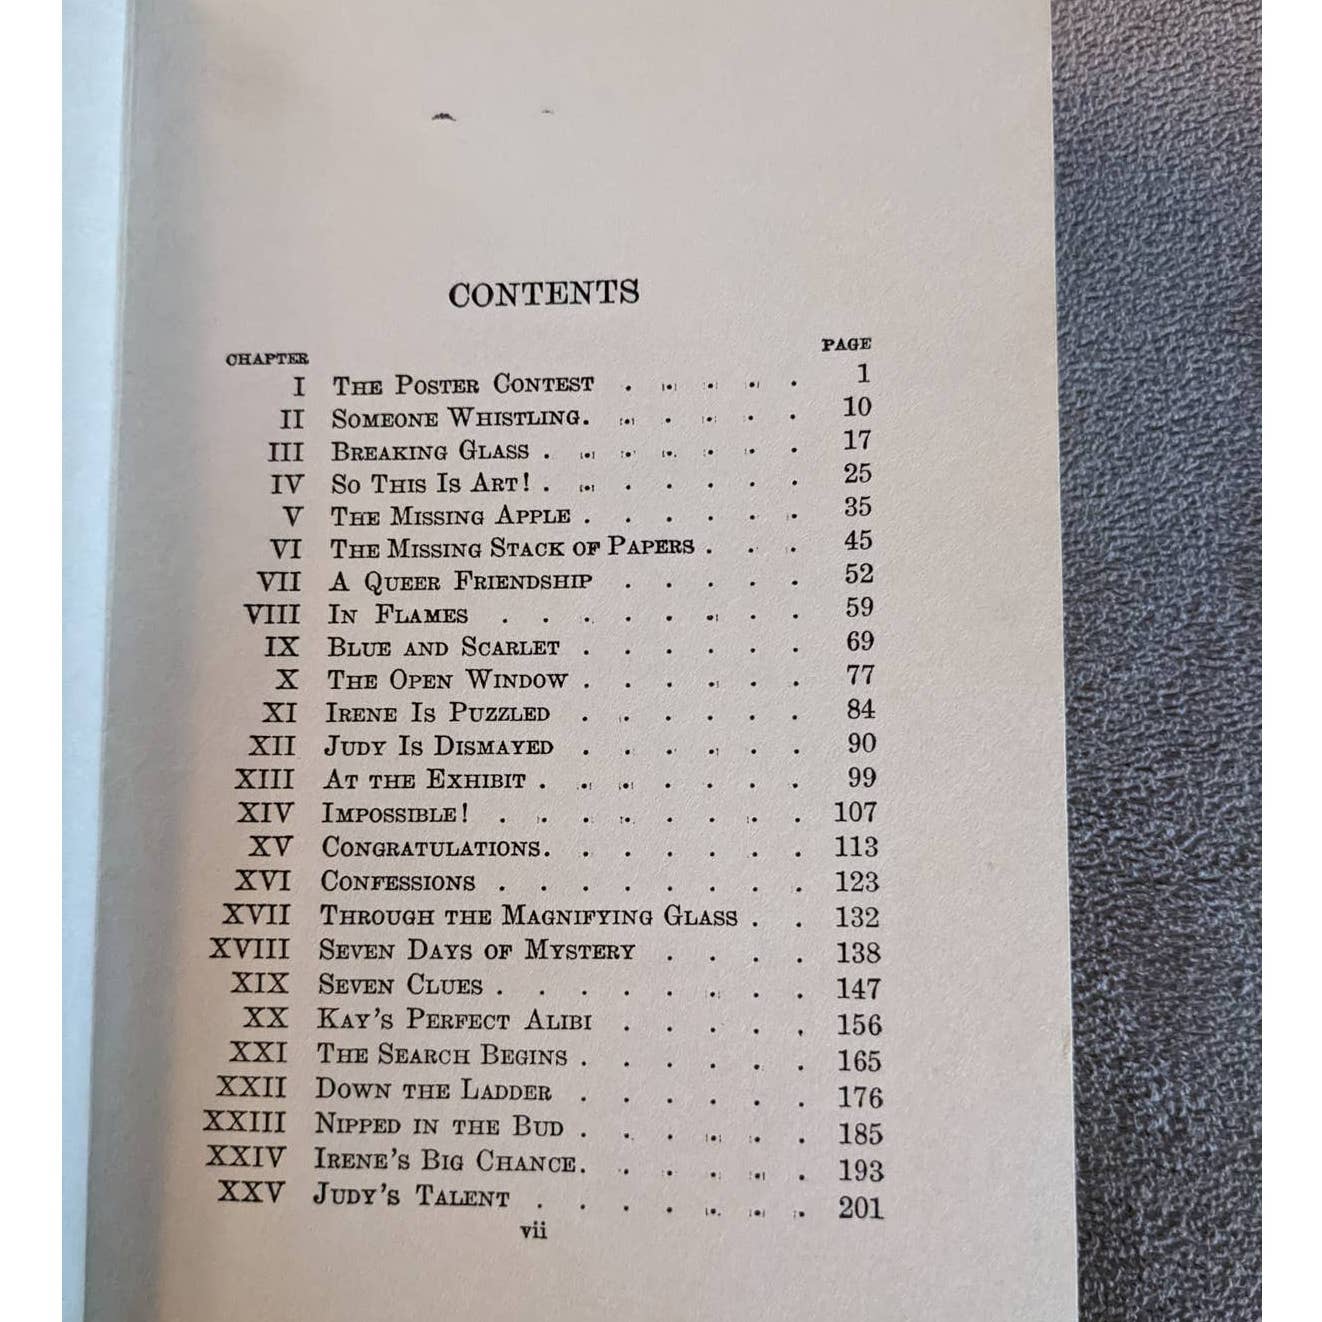 CONTENTS
CHAPTER PAGE
I THE POSTER CONTEST . . . . . 1
II SOMEONE WHISTLING . . . . . . 10
III BREAKING GLASS . . . . . . . 17
IV SO THIS IS ART! . . . . . . . 25
V THE MISSING APPLE . . . . . . 35
VI THE MISSING STACK OF PAPERS . . . 45
VII A QUEER FRIENDSHIP . . . . . 52
VIII IN FLAMES . . . . . . . . 59
IX BLUE AND SCARLET . . . . . . 69
X THE OPEN WINDOW . . . . . . 77
XI IRENE IS PUZZLED . . . . . . 84
XII JUDY IS DISMAYED . . . . . . 90
XIII AT THE EXHIBIT . . . . . . . 99
XIV IMPOSSIBLE! . . . . . . . . 107
XV CONGRATULATIONS . . . . . . . 113
XVI CONFESSIONS . . . . . . . . 123
XVII THROUGH THE MAGNIFYING GLASS . . 132
XVIII SEVEN DAYS OF MYSTERY . . . . 138
XIX SEVEN CLUES . . . . . . . . 147
XX KAY'S PERFECT ALIBI . . . . . 156
XXI THE SEARCH BEGINS . . . . . . 165
XXII DOWN THE LADDER . . . . . . 176
XXIII NIPPED IN THE BUD . . . . . . 185
XXIV IRENE'S BIG CHANCE . . . . . . 193
XXV JUDY'S TALENT . . . . . . . 201
vii